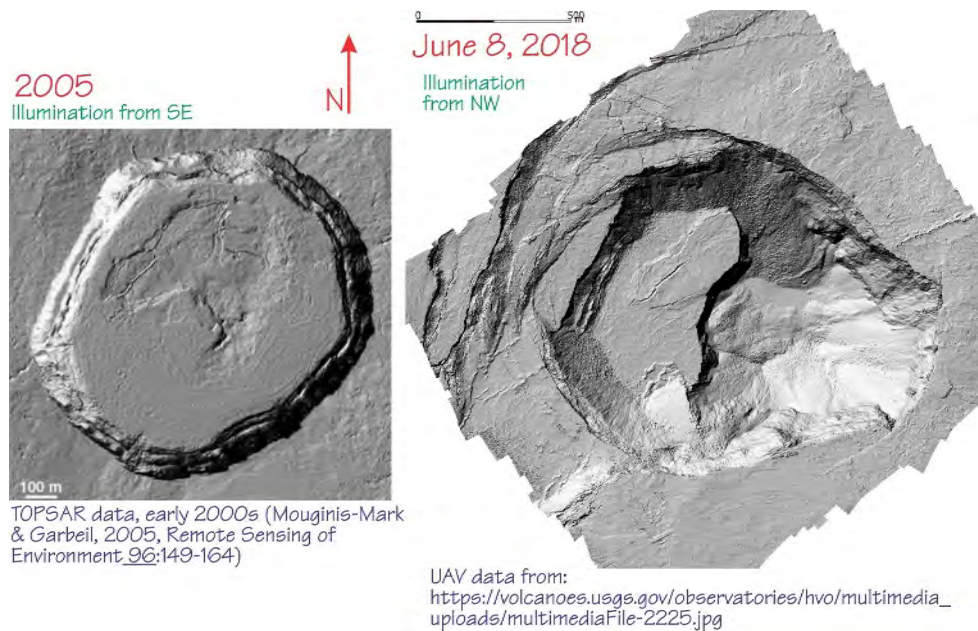 2005
Illumination from SE
N
100 m
TOPSAR data, early 2000s (Mouginis-Mark
& Garbeil, 2005, Remote Sensing of
Environment 96:149-164)
0 500
m
June 8, 2018
Illumination
from NW
UAV data from:
https://volcanoes.usgs.gov/observatories/hvo/multimedia_
uploads/multimediaFile-2225.jpg